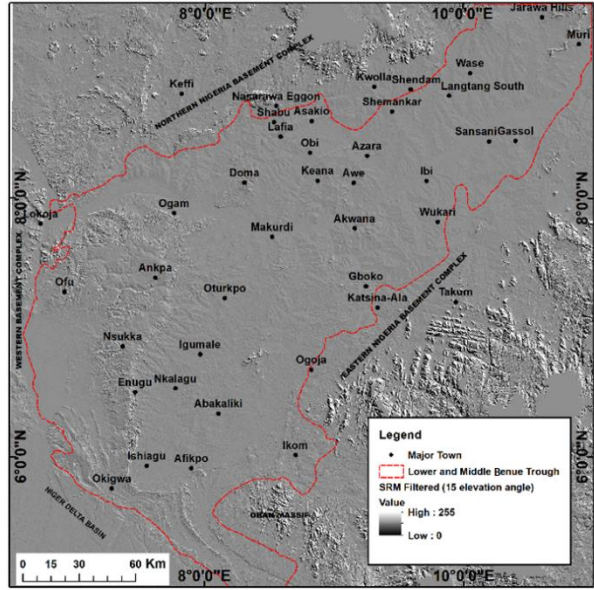 8°0'0"E
10°0'0"E
Jarawa Hills
Muri
Wase
Kwolla
Shendam
Langtang South
Keffi
NORTHERN NIGERIA BASEMENT COMPLEX
Nasarawa Eggon
Shemankar
Shabu
Asakio
Lafia
Sansani
Gassol
Obi
Azara
Doma
Keana
Awe
Ibi
8°0'0"N
8°0'0"N
Lokoja
Ogam
Akwana
Wukari
Makurdi
WESTERN BASEMENT COMPLEX
Ofu
Ankpa
Gboko
EASTERN NIGERIA BASEMENT COMPLEX
Oturkpo
Katsina-Ala
Takum
Nsukka
Igumale
Ogoja
Enugu
Nkalagu
Abakaliki
Ikom
6°0'0"N
6°0'0"N
Ishiagu
Afikpo
Okigwa
NIGER DELTA BASIN
OBAN MASSIF
Legend
Major Town
Lower and Middle Benue Trough
SRM Filtered (15 elevation angle)
Value
High : 255
Low : 0
0 15 30 60 Km
8°0'0"E
10°0'0"E